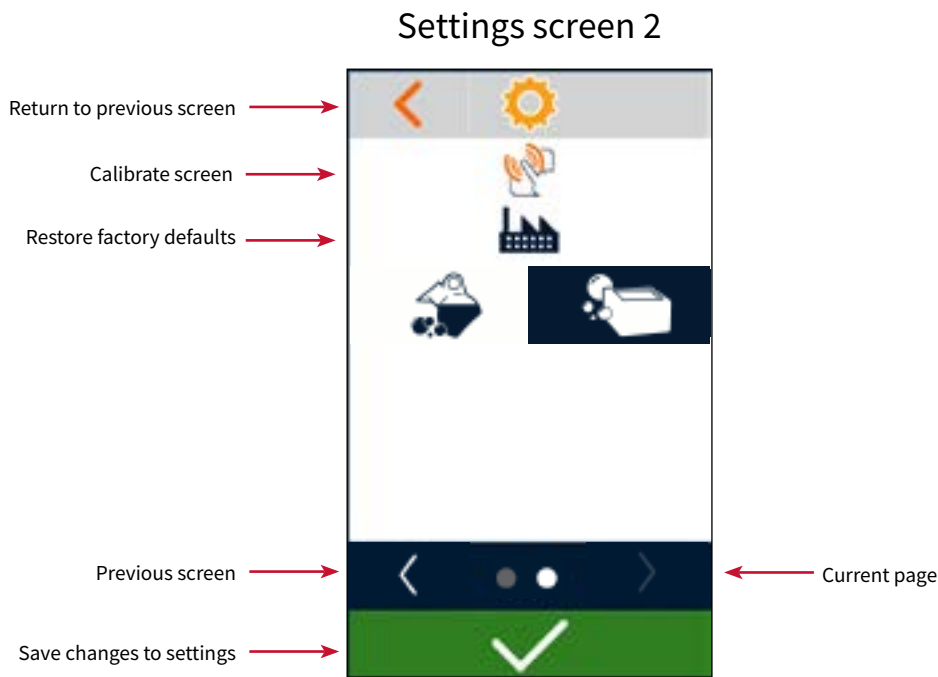 Settings screen 2
Return to previous screen
Calibrate screen
Restore factory defaults
Previous screen
Current page
Save changes to settings